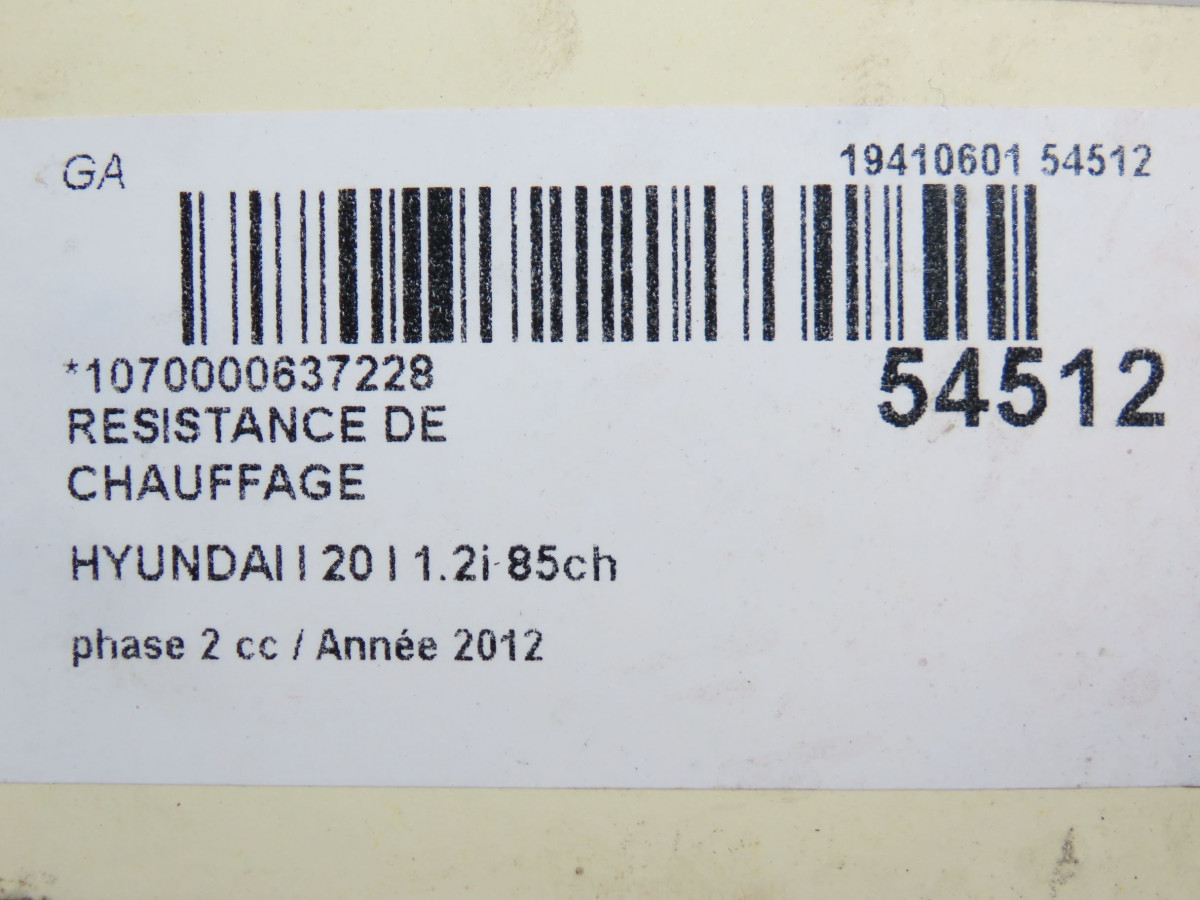 GA
19410601 54512
*1070000637228
54512
RESISTANCE DE
CHAUFFAGE
HYUNDAI I 20 I 1.2i 85ch
phase 2 cc / Année 2012